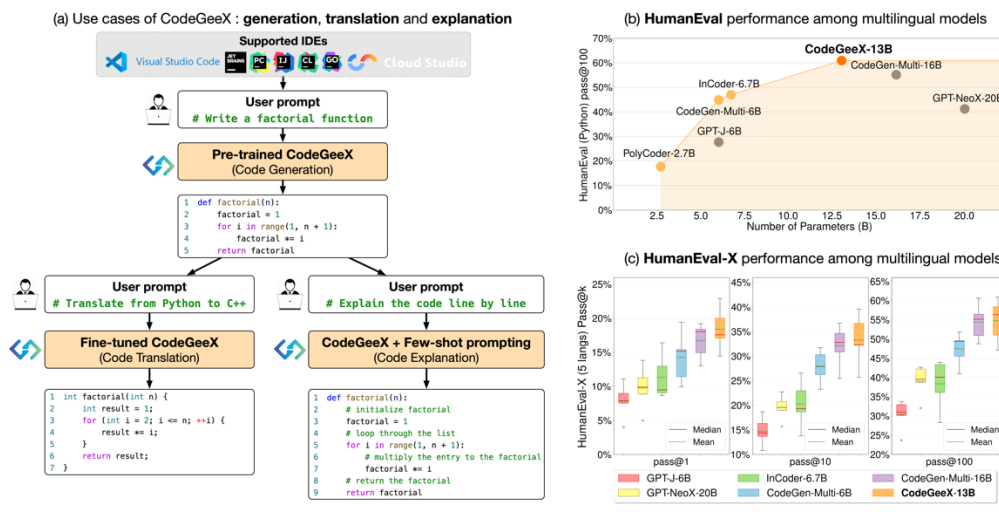 (a) Use cases of CodeGeeX : generation, translation and explanation
Supported IDEs
Visual Studio Code
JET BRAINS
PC
IJ
CL
GO
Cloud Studio
User prompt
# Write a factorial function
Pre-trained CodeGeeX
(Code Generation)
1 def factorial(n):
2 factorial = 1
3 for i in range(1, n + 1):
4 factorial *= i
5 return factorial
User prompt
# Translate from Python to C++
Fine-tuned CodeGeeX
(Code Translation)
1 int factorial(int n) {
2 int result = 1;
3 for (int i = 2; i <= n; ++i) {
4 result *= i;
5 }
6 return result;
7 }
User prompt
# Explain the code line by line
CodeGeeX + Few-shot prompting
(Code Explanation)
1 def factorial(n):
2 # initialize factorial
3 factorial = 1
4 # loop through the list
5 for i in range(1, n + 1):
6 # multiply the entry to the factorial
7 factorial *= i
8 # return the factorial
9 return factorial
(b) HumanEval performance among multilingual models
HumanEval (Python) pass@100
70%
60%
50%
40%
30%
20%
10%
0%
CodeGeeX-13B
CodeGen-Multi-16B
InCoder-6.7B
GPT-NeoX-20B
CodeGen-Multi-6B
GPT-J-6B
PolyCoder-2.7B
2.5 5.0 7.5 10.0 12.5 15.0 17.5 20.0
Number of Parameters (B)
(c) HumanEval-X performance among multilingual models
HumanEval-X (5 langs) Pass@k
25%
20%
15%
10%
5%
0%
Median
Mean
pass@1
40%
35%
30%
25%
20%
15%
10%
Median
Mean
pass@10
65%
60%
55%
50%
45%
40%
35%
30%
25%
20%
Median
Mean
pass@100
GPT-J-6B
InCoder-6.7B
CodeGen-Multi-16B
GPT-NeoX-20B
CodeGen-Multi-6B
CodeGeeX-13B